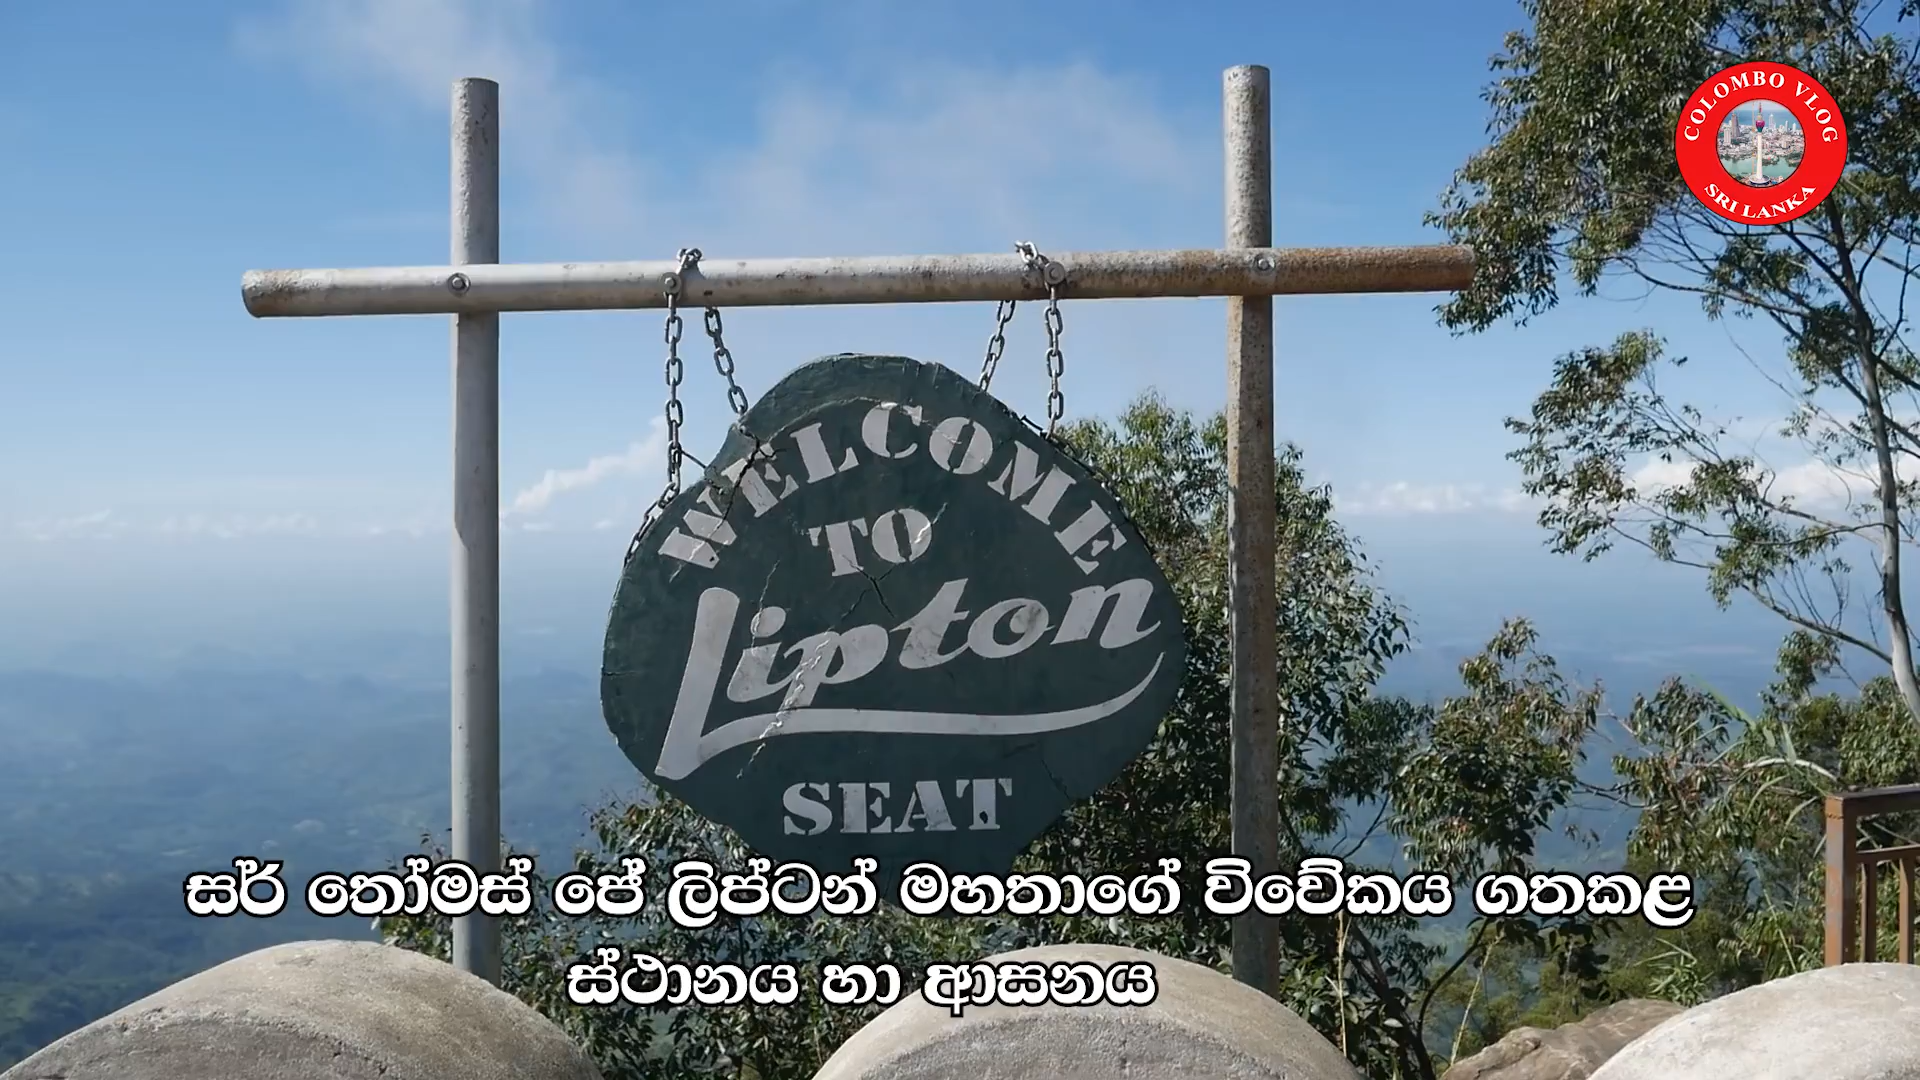 COLOMBO VLOG
SRI LANKA
WELCOME
TO
Lipton
SEAT
සර් තෝමස් ජේ ලිප්ටන් මහතාගේ විවේකය ගතකළ
ස්ථානය හා ආසනය